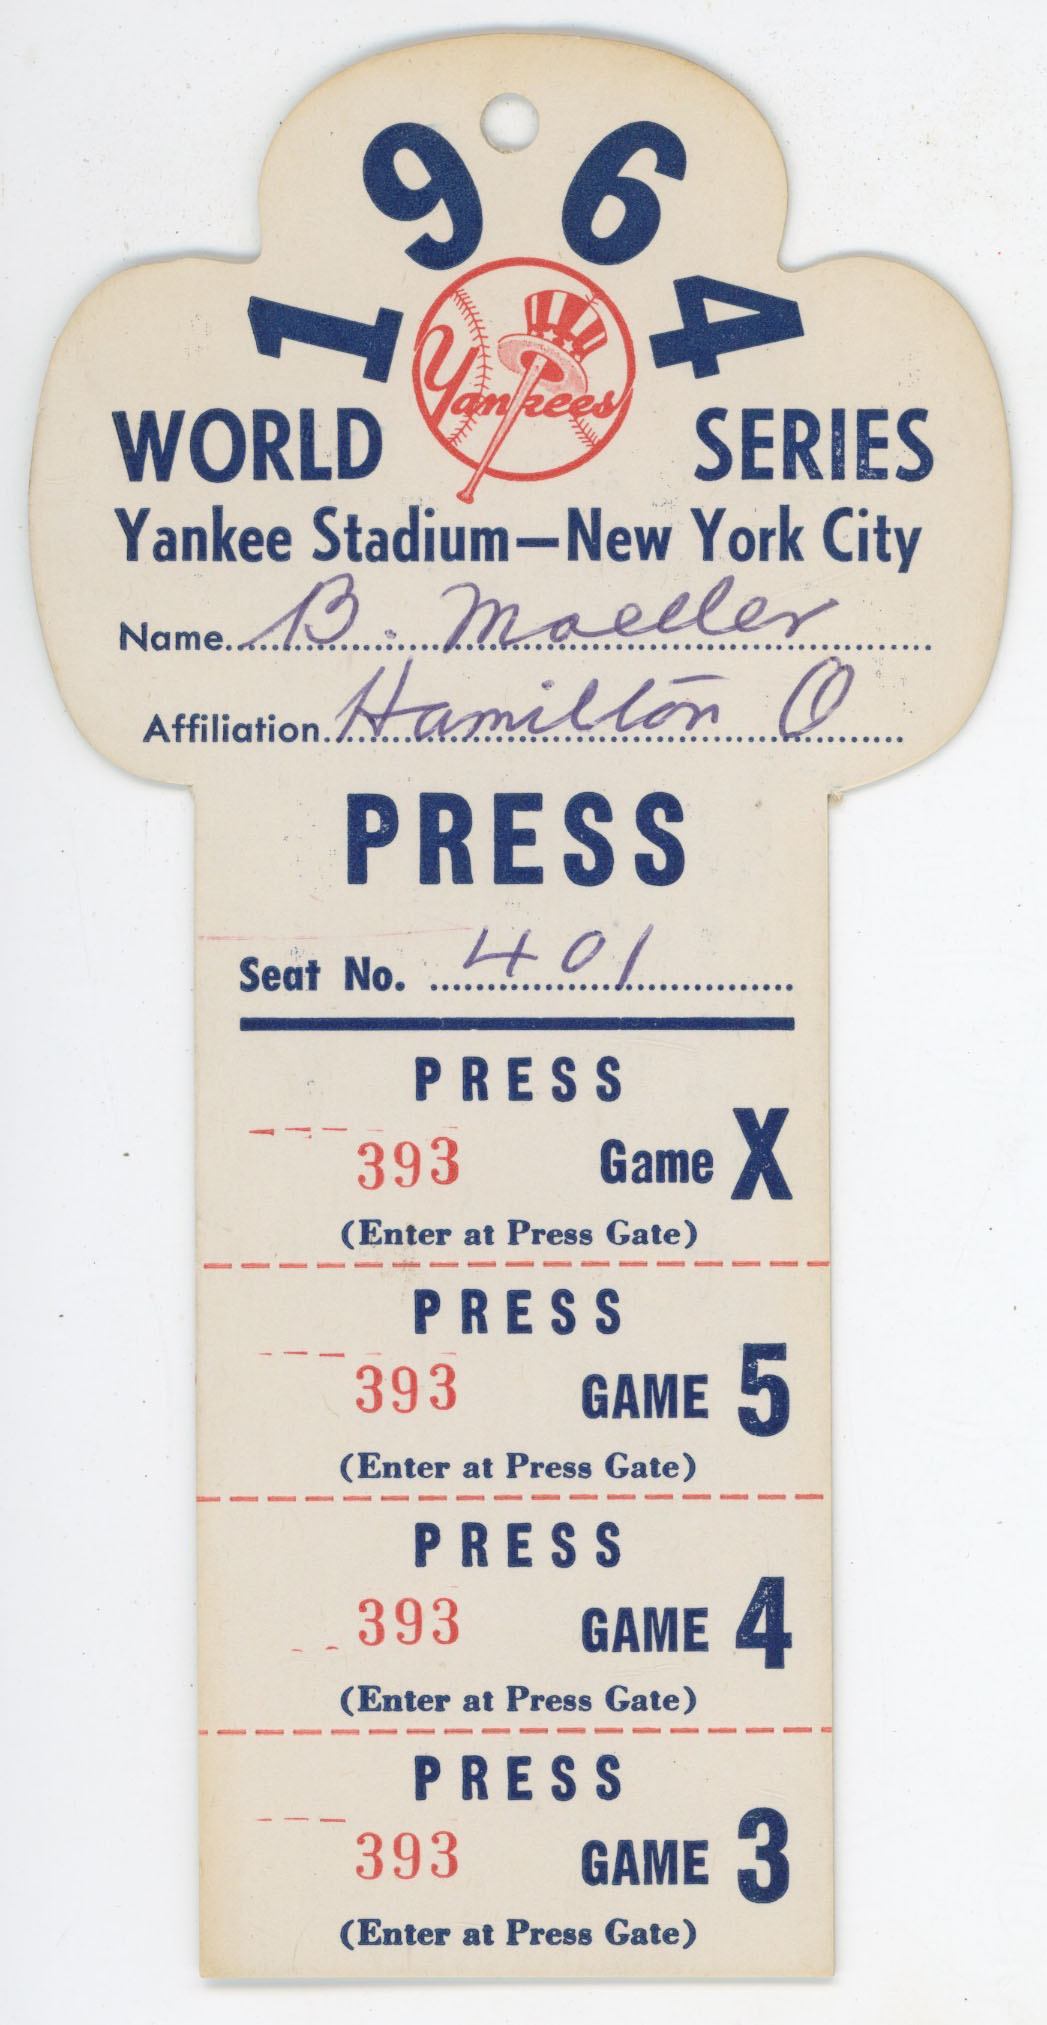 1964
Yankees
WORLD SERIES
Yankee Stadium—New York City
Name B. Moeller
Affiliation Hamilton O
PRESS
Seat No. 401
PRESS
393 Game X
(Enter at Press Gate)
PRESS
393 GAME 5
(Enter at Press Gate)
PRESS
393 GAME 4
(Enter at Press Gate)
PRESS
393 GAME 3
(Enter at Press Gate)